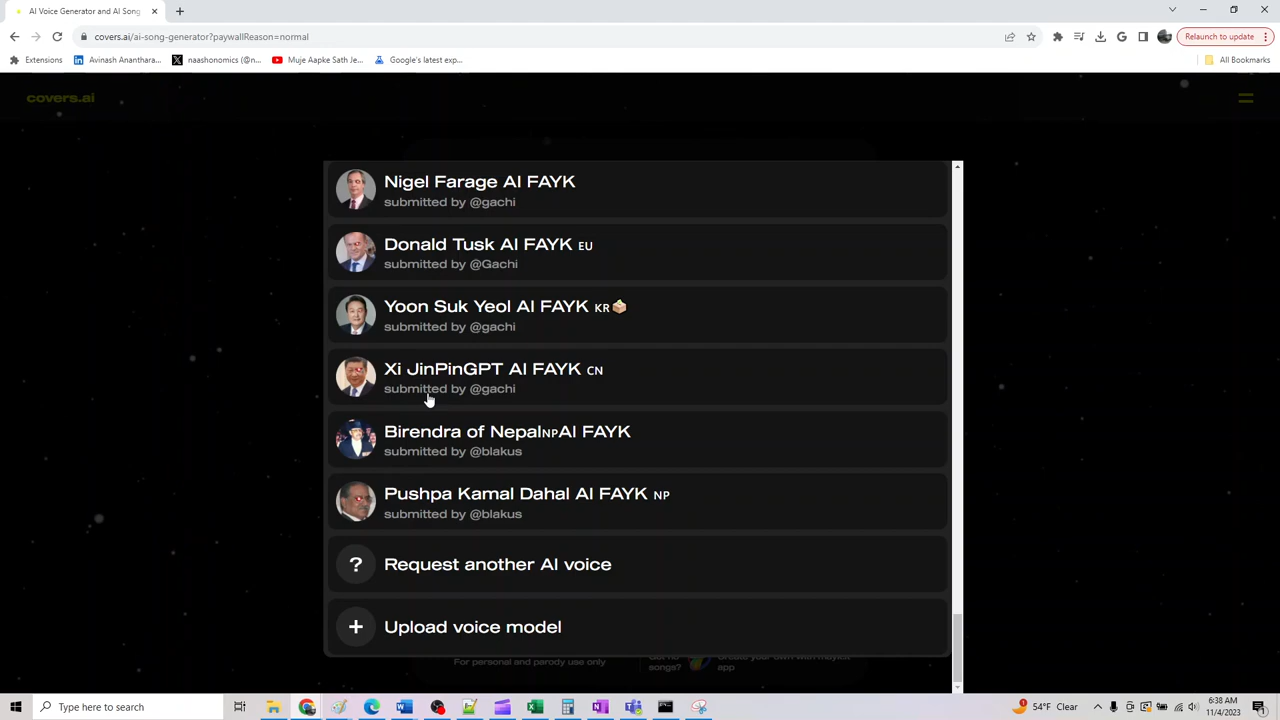 AI Voice Generator and AI Song
covers.ai/ai-song-generator?paywallReason=normal
Relaunch to update
Extensions
Avinash Ananthara...
naashonomics (@n...
Muje Aapke Sath Je...
Google's latest exp...
All Bookmarks
covers.ai
Nigel Farage AI FAYK
submitted by @gachi
Donald Tusk AI FAYK EU
submitted by @Gachi
Yoon Suk Yeol AI FAYK KR
submitted by @gachi
Xi JinPinGPT AI FAYK CN
submitted by @gachi
Birendra of NepalNPAI FAYK
submitted by @blakus
Pushpa Kamal Dahal AI FAYK NP
submitted by @blakus
? Request another AI voice
+ Upload voice model
For personal and parody use only
songs?
app
Type here to search
54°F Clear
6:38 AM
11/4/2023